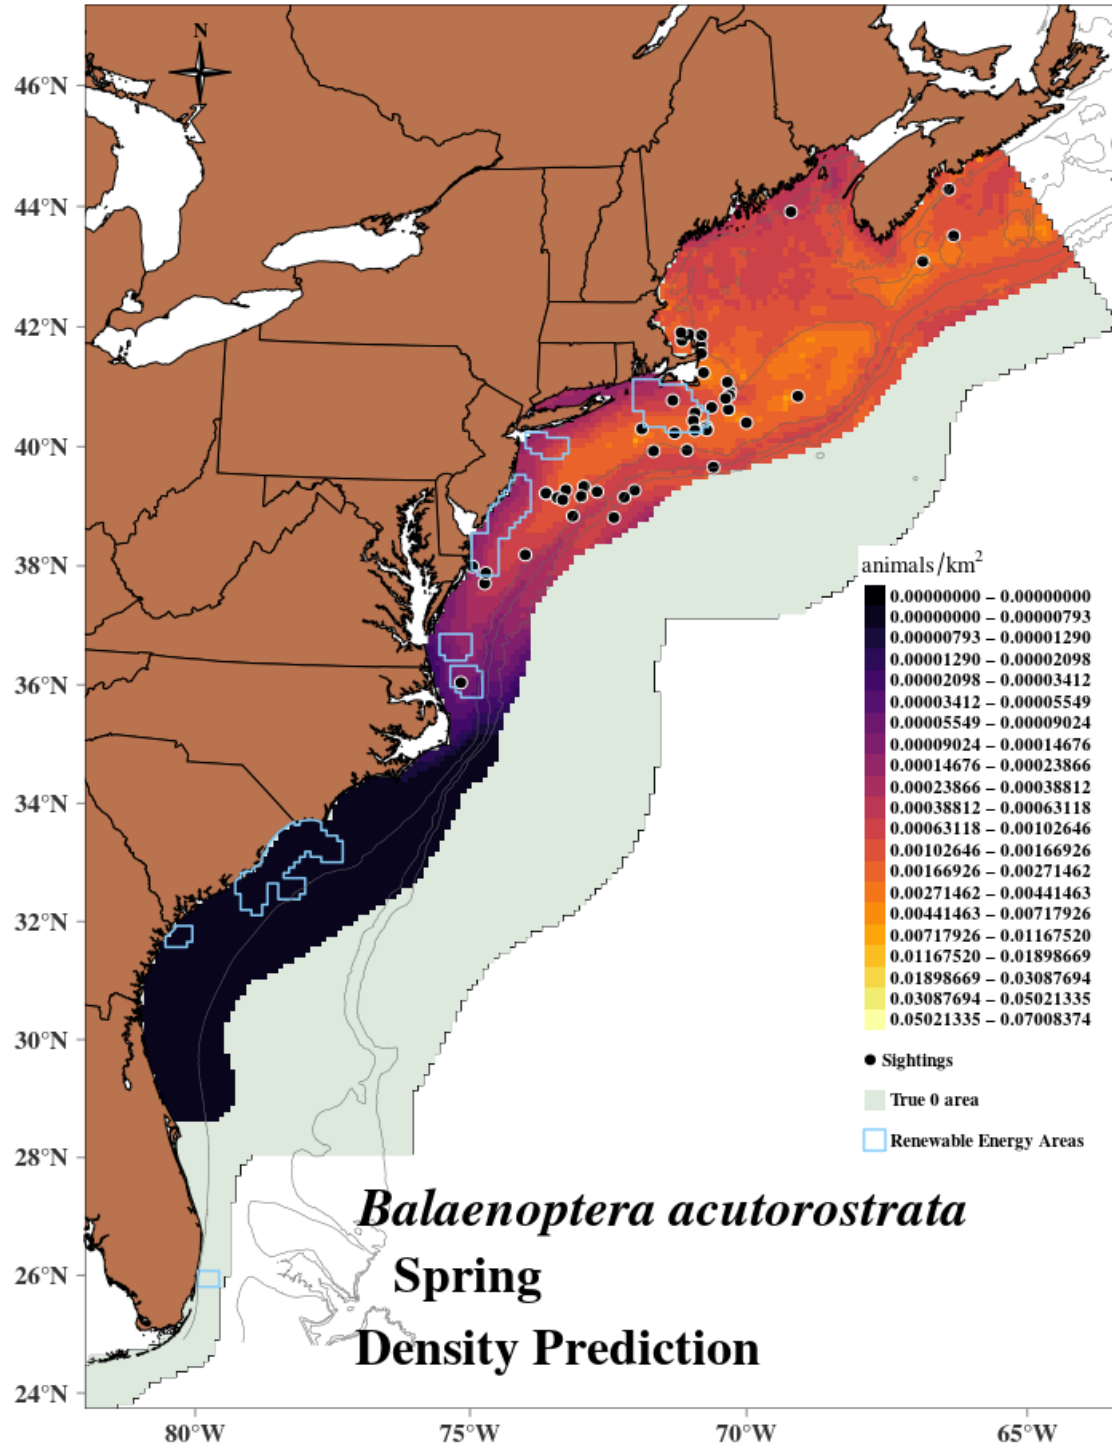 N
46°N
44°N
42°N
40°N
38°N
36°N
34°N
32°N
30°N
28°N
26°N
24°N
80°W
75°W
70°W
65°W
animals/km²
0.00000000 – 0.00000000
0.00000000 – 0.00000793
0.00000793 – 0.00001290
0.00001290 – 0.00002098
0.00002098 – 0.00003412
0.00003412 – 0.00005549
0.00005549 – 0.00009024
0.00009024 – 0.00014676
0.00014676 – 0.00023866
0.00023866 – 0.00038812
0.00038812 – 0.00063118
0.00063118 – 0.00102646
0.00102646 – 0.00166926
0.00166926 – 0.00271462
0.00271462 – 0.00441463
0.00441463 – 0.00717926
0.00717926 – 0.01167520
0.01167520 – 0.01898669
0.01898669 – 0.03087694
0.03087694 – 0.05021335
0.05021335 – 0.07008374
Sightings
True 0 area
Renewable Energy Areas
Balaenoptera acutorostrata
Spring
Density Prediction